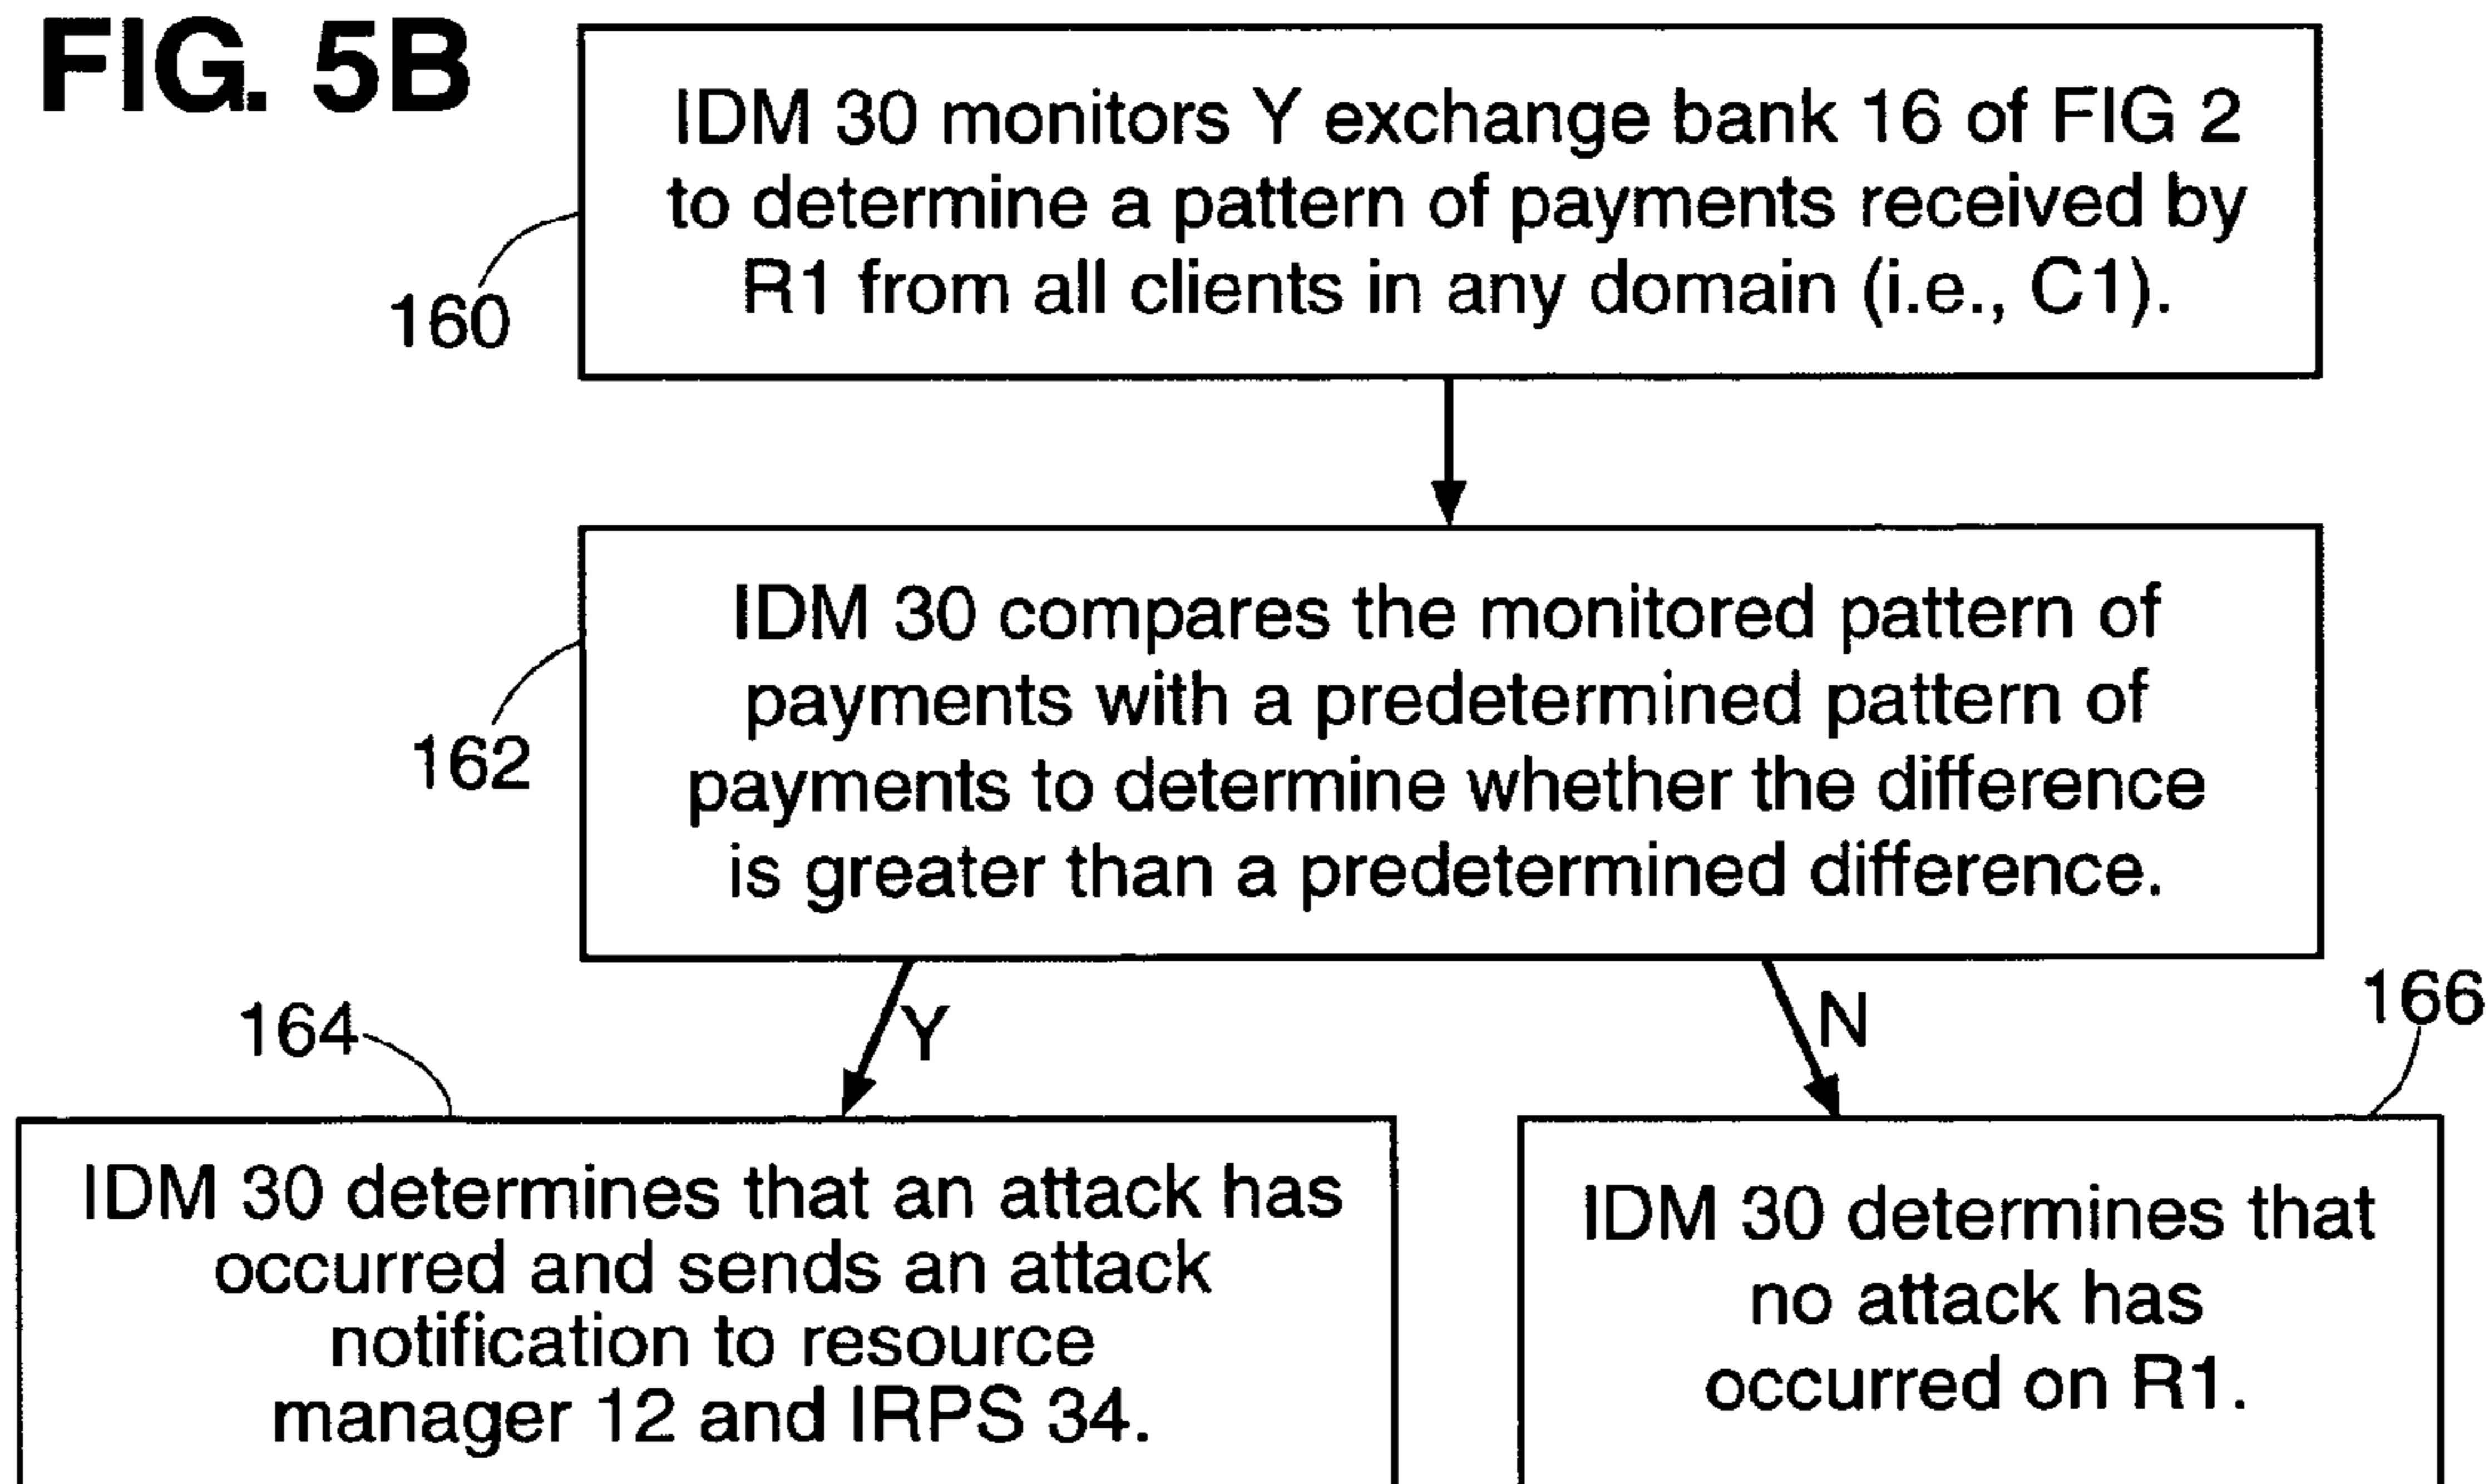 FIG. 5B
IDM 30 monitors Y exchange bank 16 of FIG 2
to determine a pattern of payments received by
R1 from all clients in any domain (i.e., C1).
160
IDM 30 compares the monitored pattern of
payments with a predetermined pattern of
payments to determine whether the difference
is greater than a predetermined difference.
162
Y
N
164
166
IDM 30 determines that an attack has
occurred and sends an attack
notification to resource
manager 12 and IRPS 34.
IDM 30 determines that
no attack has
occurred on R1.